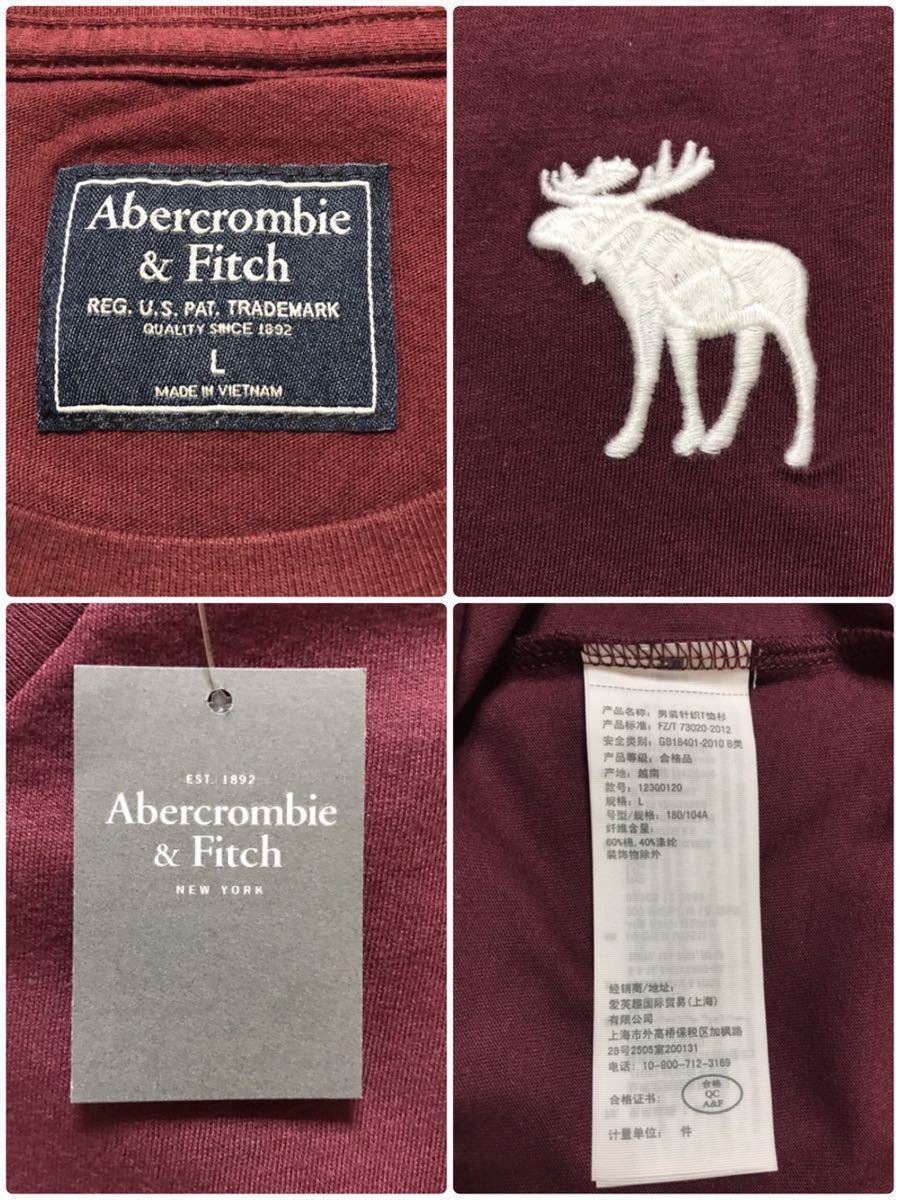 Abercrombie
& Fitch
REG. U.S. PAT. TRADEMARK
QUALITY SINCE 1892
L
MADE IN VIETNAM
EST. 1892
Abercrombie
& Fitch
NEW YORK
产品名称: 男装针织T恤衫
产品标准: FZ/T 73020-2012
安全类别: GB18401-2010 B类
产品等级: 合格品
产地: 越南
款号: 12300120
规格: L
号型/规格: 180/104A
纤维含量:
60%棉,40%涤纶
装饰物除外
经销商/地址:
爱芙趣国际贸易(上海)
有限公司
上海市外高桥保税区加枫路
28号2505室200131
电话: 10-800-712-3169
合格证书: 合格
QC
A&F
计量单位: 件